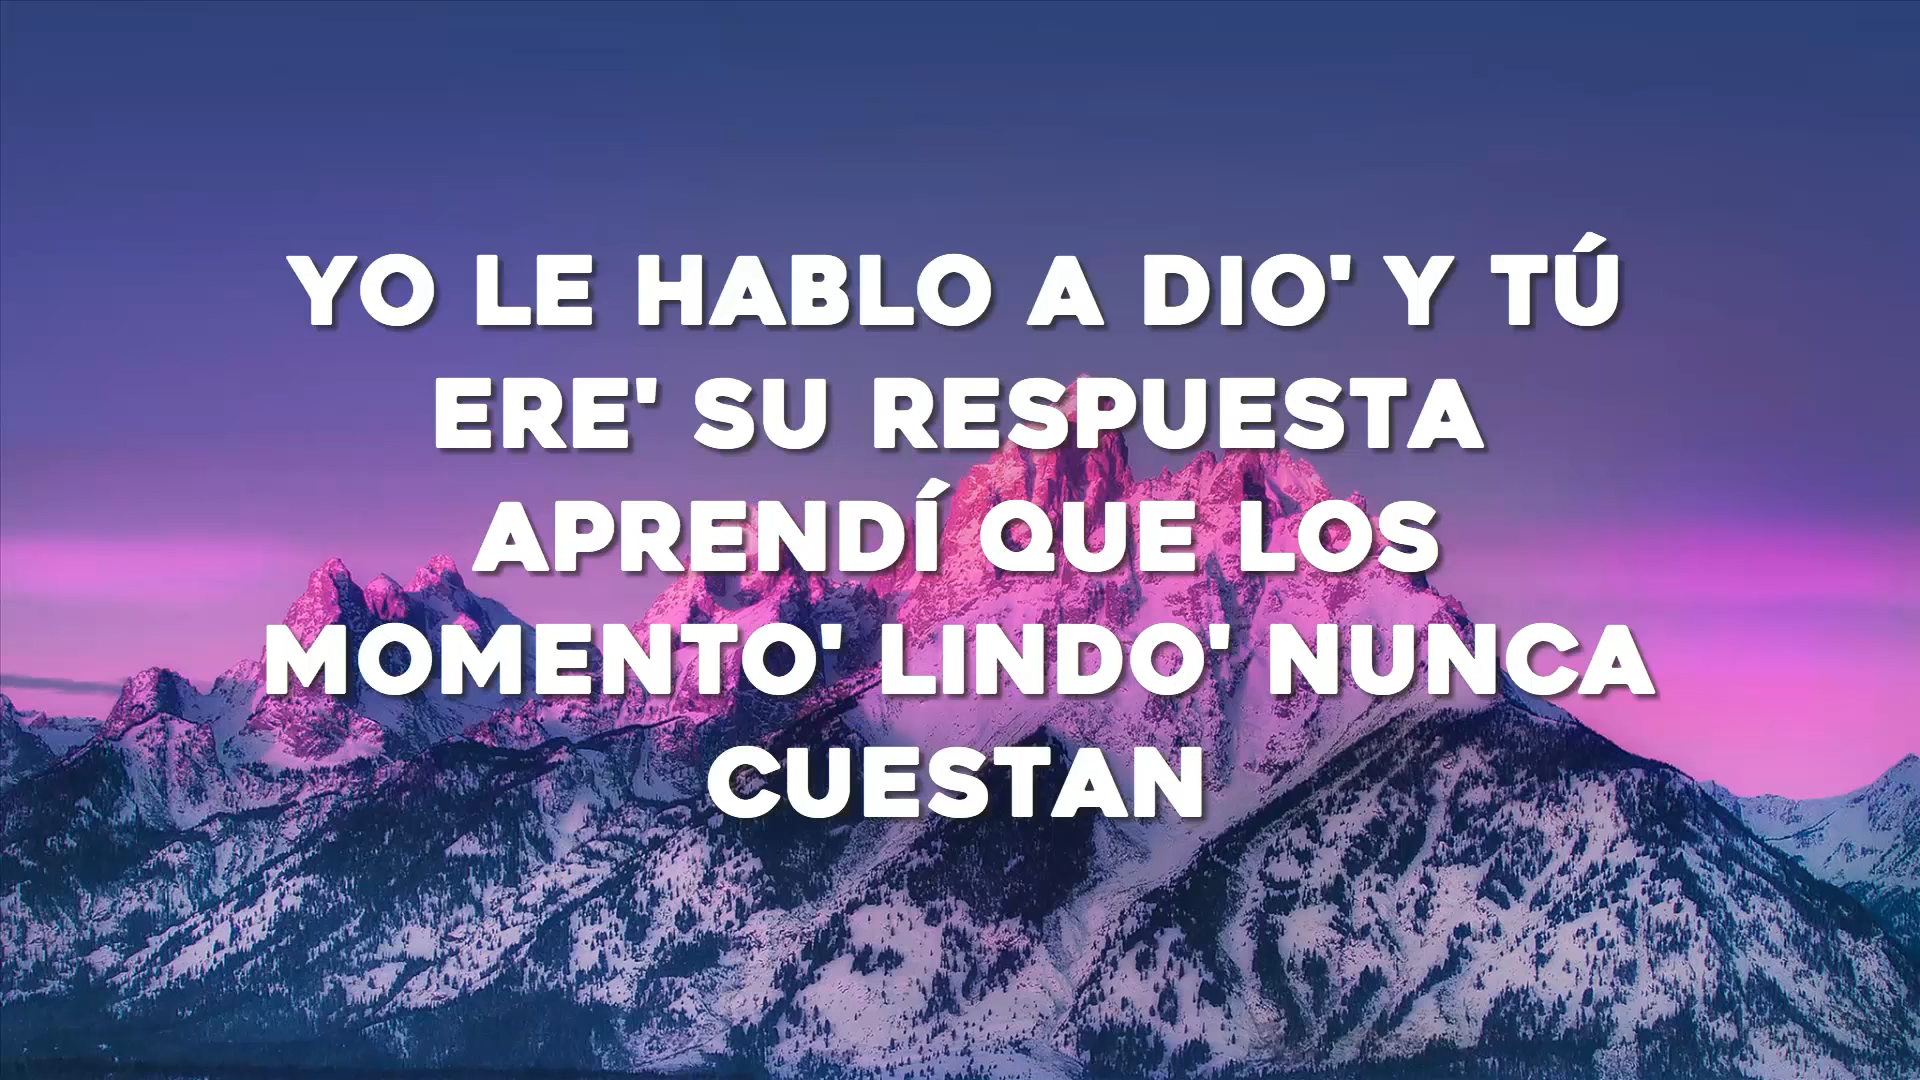 YO LE HABLO A DIO' Y TÚ
ERE' SU RESPUESTA
APRENDÍ QUE LOS
MOMENTO' LINDO' NUNCA
CUESTAN